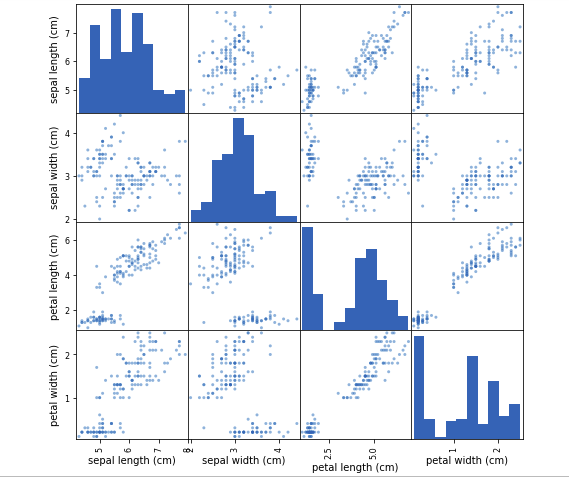 sepal length (cm)
7
6
5
sepal width (cm)
4
3
2
petal length (cm)
6
4
2
petal width (cm)
2
1
5
6
7
8
2
3
4
2.5
5.0
1
2
sepal length (cm)
sepal width (cm)
petal length (cm)
petal width (cm)